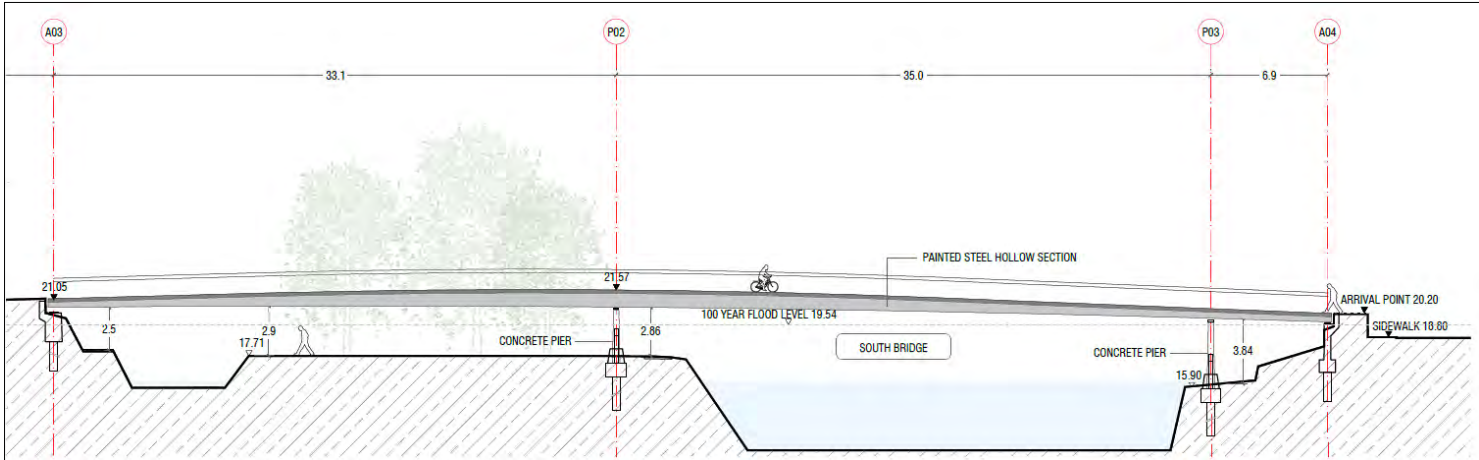 A03 P02 P03 A04
33.1 35.0 6.9
PAINTED STEEL HOLLOW SECTION
21.05 21.57
ARRIVAL POINT 20.20
100 YEAR FLOOD LEVEL 19.54
SIDEWALK 18.60
2.5 2.9 2.86
CONCRETE PIER
SOUTH BRIDGE
CONCRETE PIER
3.84
17.71
15.90